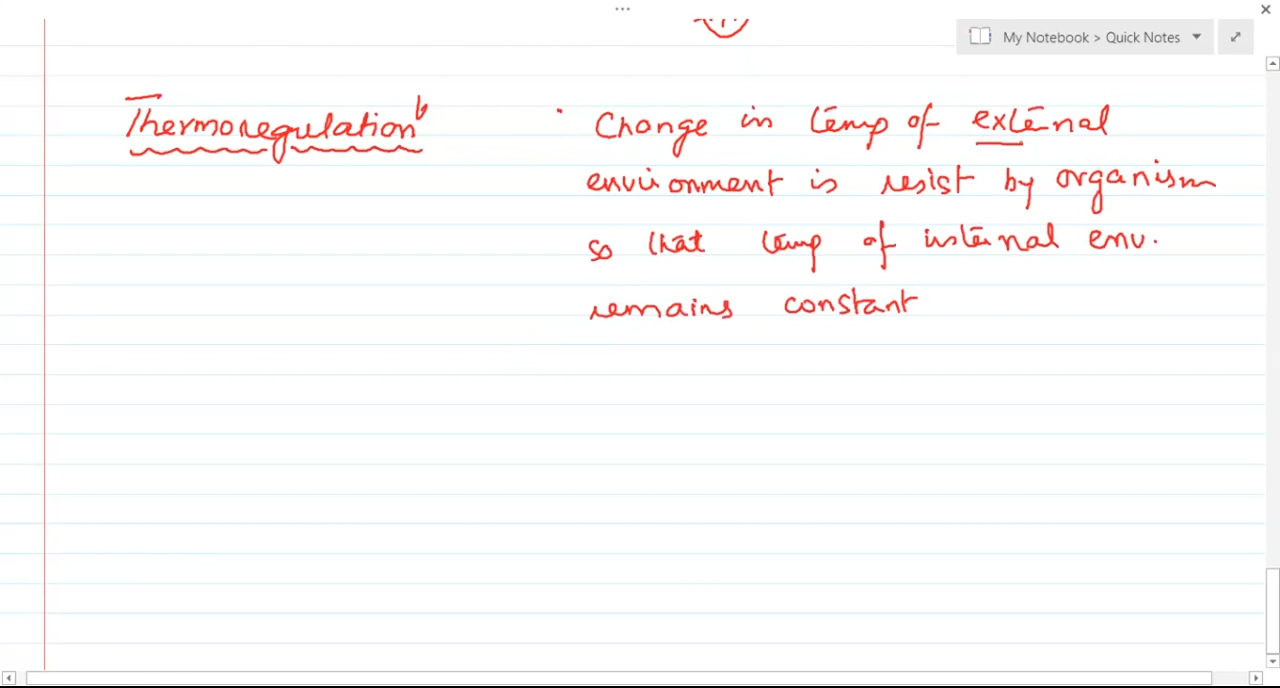 My Notebook > Quick Notes
Thermoregulation
Change in temp of external
environment is resist by organism
so that temp of internal env.
remains constant